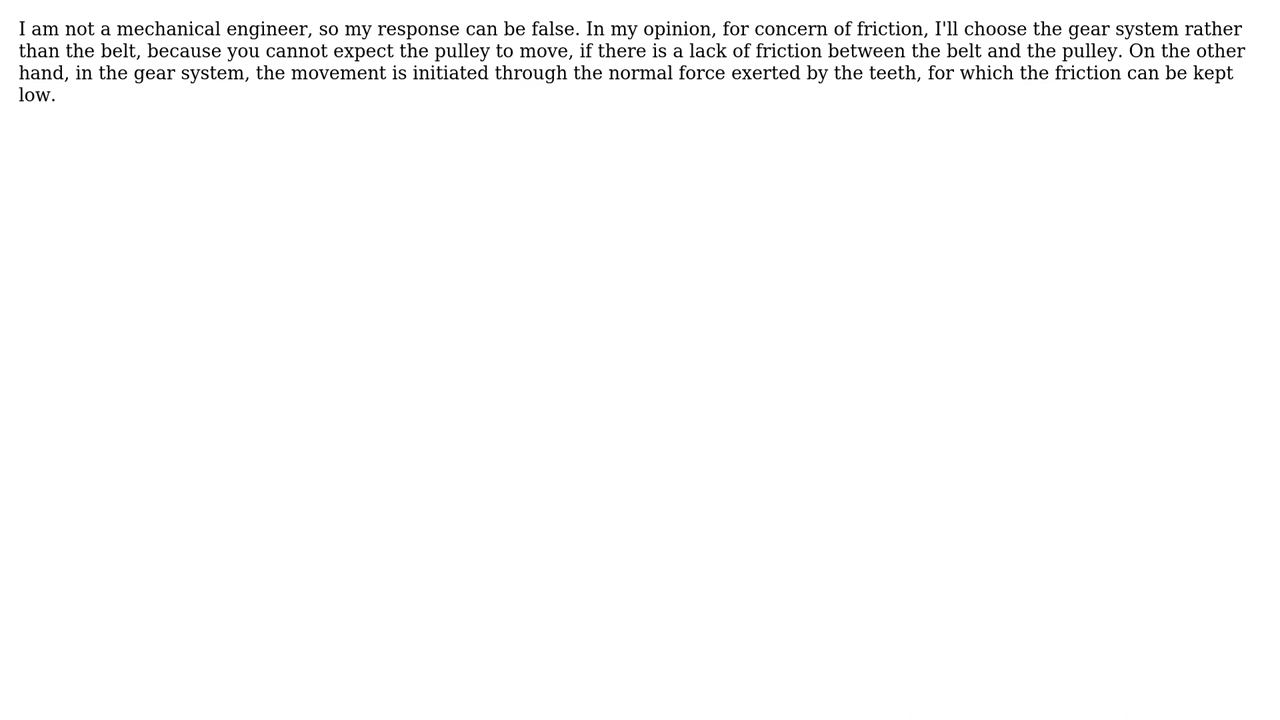 I am not a mechanical engineer, so my response can be false. In my opinion, for concern of friction, I'll choose the gear system rather
than the belt, because you cannot expect the pulley to move, if there is a lack of friction between the belt and the pulley. On the other
hand, in the gear system, the movement is initiated through the normal force exerted by the teeth, for which the friction can be kept
low.